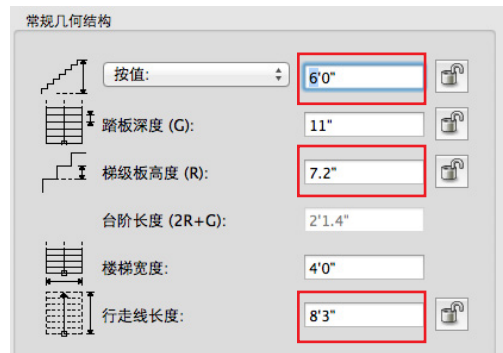 常规几何结构
按值: 6'0"
踏板深度 (G): 11"
梯级板高度 (R): 7.2"
台阶长度 (2R+G): 2'1.4"
楼梯宽度: 4'0"
行走线长度: 8'3"